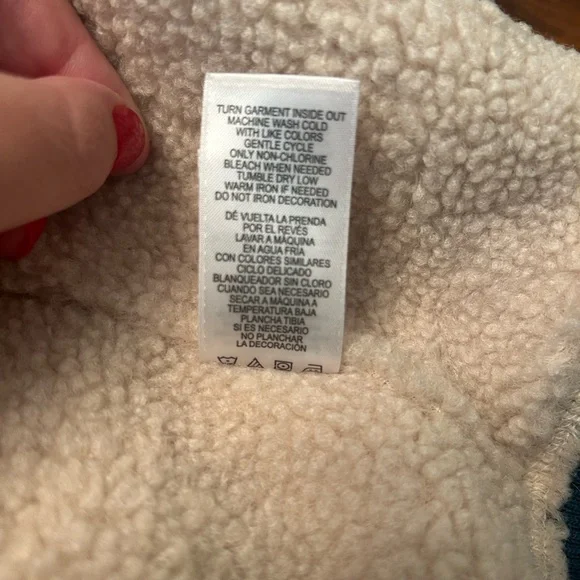 TURN GARMENT INSIDE OUT
MACHINE WASH COLD
WITH LIKE COLORS
GENTLE CYCLE
ONLY NON-CHLORINE
BLEACH WHEN NEEDED
TUMBLE DRY LOW
WARM IRON IF NEEDED
DO NOT IRON DECORATION
DÉ VUELTA LA PRENDA
POR EL REVÉS
LAVAR A MÁQUINA
EN AGUA FRÍA
CON COLORES SIMILARES
CICLO DELICADO
BLANQUEADOR SIN CLORO
CUANDO SEA NECESARIO
SECAR A MÁQUINA A
TEMPERATURA BAJA
PLANCHA TIBIA
SI ES NECESARIO
NO PLANCHAR
LA DECORACIÓN